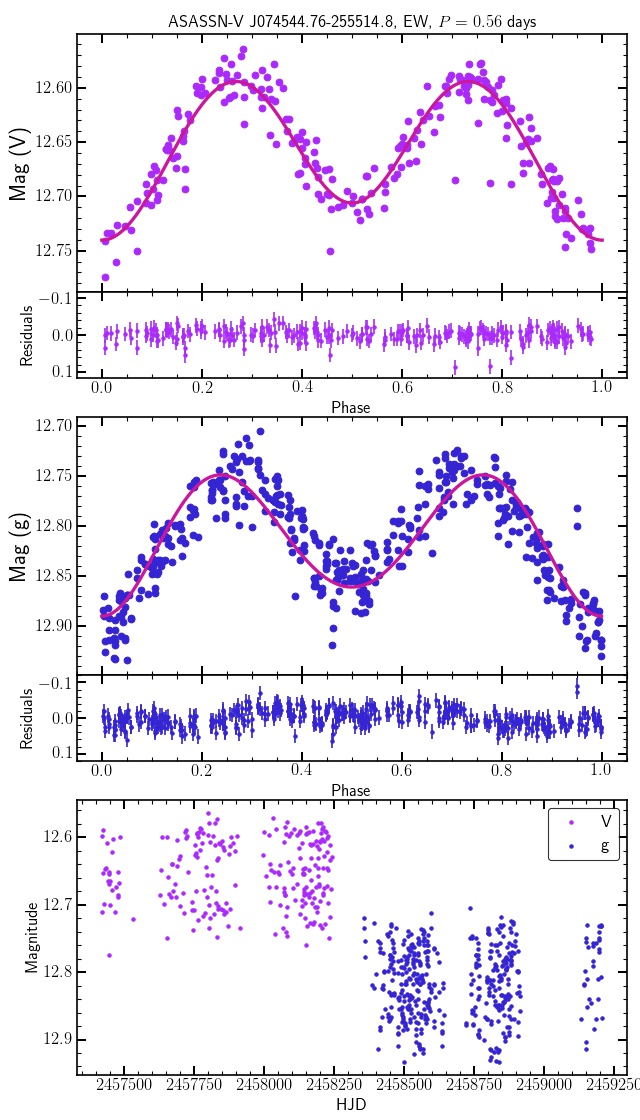 ASASSN-V J074544.76-255514.8, EW, P = 0.56 days
12.60
12.65
12.70
12.75
Mag (V)
−0.1
0.0
0.1
Residuals
0.0 0.2 0.4 0.6 0.8 1.0
Phase
12.70
12.75
12.80
12.85
12.90
Mag (g)
−0.1
0.0
0.1
Residuals
0.0 0.2 0.4 0.6 0.8 1.0
Phase
V
g
12.6
12.7
12.8
12.9
Magnitude
2457500 2457750 2458000 2458250 2458500 2458750 2459000 2459250
HJD